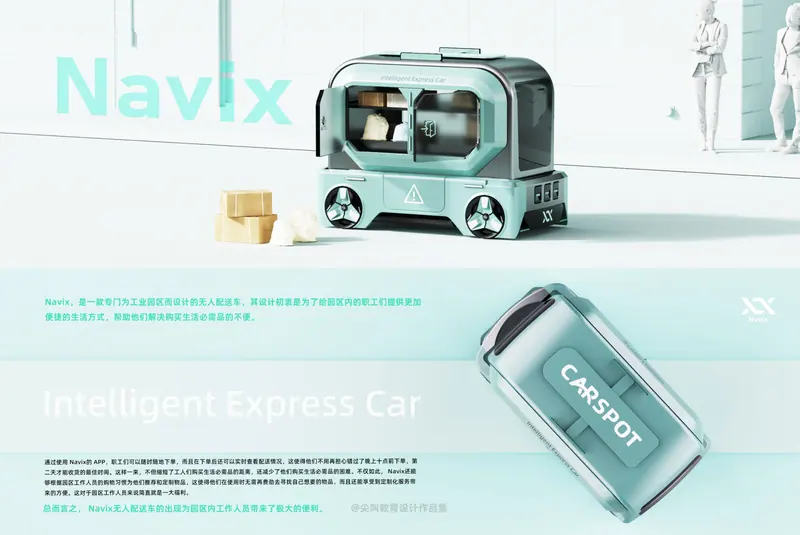 Navix
Intelligent Express Car
Navix，是一款专门为工业园区而设计的无人配送车，其设计初衷是为了给园区内的职工们提供更加
便捷的生活方式，帮助他们解决购买生活必需品的不便。
Navix
CARSPOT
Intelligent Express Car
Intelligent Express Car
通过使用 Navix的 APP，职工们可以随时随地下单，而且在下单后还可以实时查看配送情况，这使得他们不用再担心错过了晚上十点前下单，第
二天才能收货的最佳时间。这样一来，不但缩短了工人们购买生活必需品的距离，还减少了他们购买生活必需品的困难。不仅如此， Navix还能
够根据园区工作人员的购物习惯为他们推荐和定制物品，这使得他们在使用时无需再费劲去寻找自己想要的物品，而且还能享受到定制化服务带
来的方便。这对于园区工作人员来说简直就是一大福利。
总而言之， Navix无人配送车的出现为园区内工作人员带来了极大的便利。
@尖叫教育设计作品集